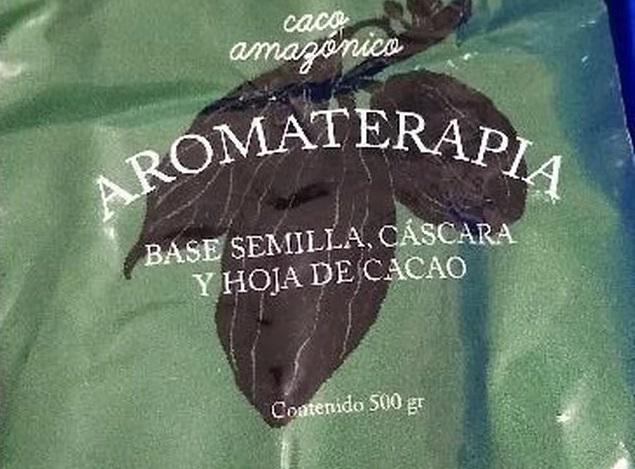 caco
amazónico
AROMATERAPIA
BASE SEMILLA, CÁSCARA
Y HOJA DE CACAO
Contenido 500 gr